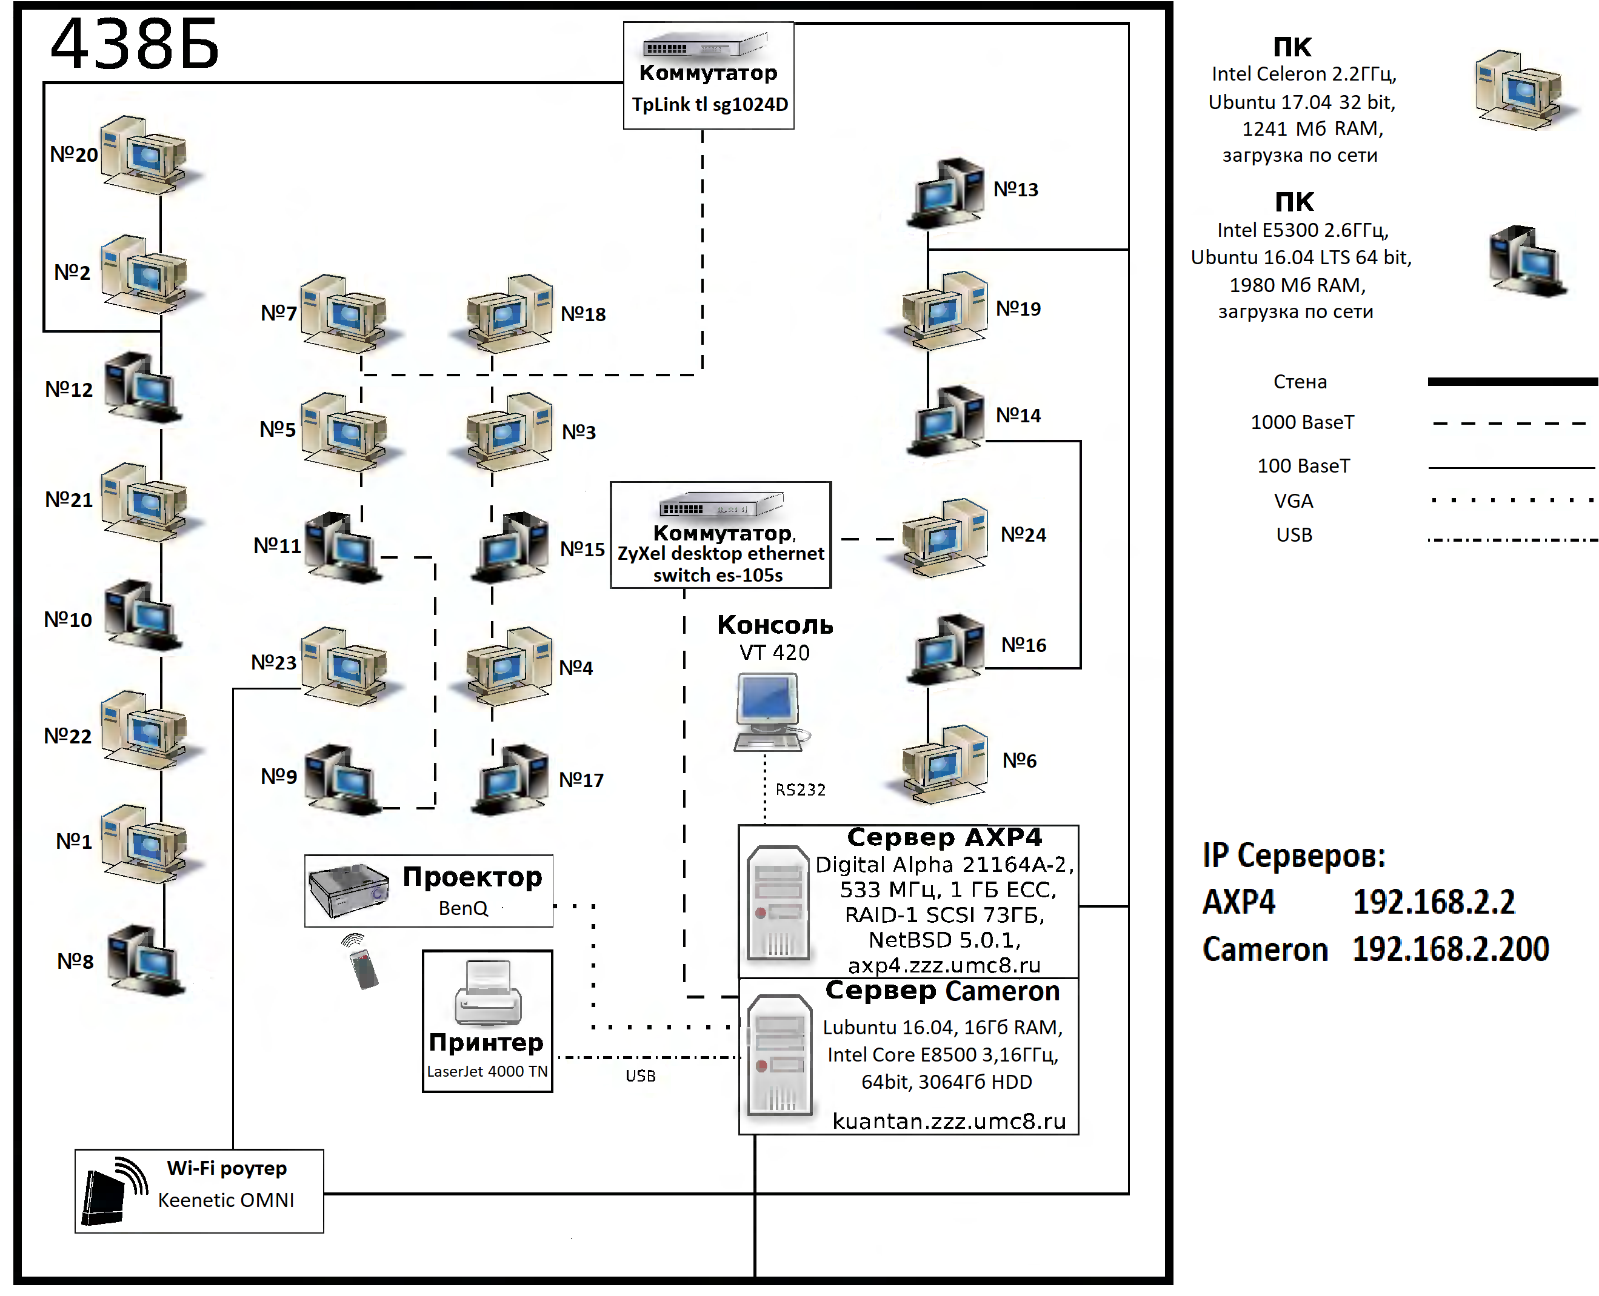 438Б
Коммутатор
TpLink tl sg1024D
№20
№2
№12
№21
№10
№22
№1
№8
№7
№18
№5
№3
№11
№15
№23
№4
№9
№17
№13
№19
№14
№24
№16
№6
Коммутатор,
ZyXel desktop ethernet
switch es-105s
Консоль
VT 420
RS232
Сервер AXP4
Digital Alpha 21164A-2,
533 МГц, 1 ГБ ECC,
RAID-1 SCSI 73ГБ,
NetBSD 5.0.1,
axp4.zzz.umc8.ru
Сервер Cameron
Lubuntu 16.04, 16Гб RAM,
Intel Core E8500 3,16ГГц,
64bit, 3064Гб HDD
kuantan.zzz.umc8.ru
Проектор
BenQ
Принтер
LaserJet 4000 TN
USB
Wi-Fi роутер
Keenetic OMNI
ПК
Intel Celeron 2.2ГГц,
Ubuntu 17.04 32 bit,
1241 Мб RAM,
загрузка по сети
ПК
Intel E5300 2.6ГГц,
Ubuntu 16.04 LTS 64 bit,
1980 Мб RAM,
загрузка по сети
Стена
1000 BaseT
100 BaseT
VGA
USB
IP Серверов:
AXP4 192.168.2.2
Cameron 192.168.2.200